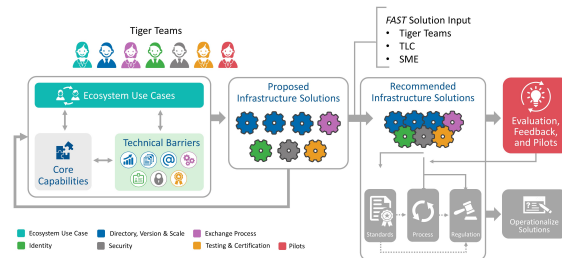 Tiger Teams
FAST Solution Input
• Tiger Teams
• TLC
• SME
Ecosystem Use Cases
Core
Capabilities
Technical Barriers
Proposed
Infrastructure Solutions
Recommended
Infrastructure Solutions
Evaluation,
Feedback,
and Pilots
Standards
Process
Regulation
Operationalize
Solutions
Ecosystem Use Case
Directory, Version & Scale
Exchange Process
Identity
Security
Testing & Certification
Pilots